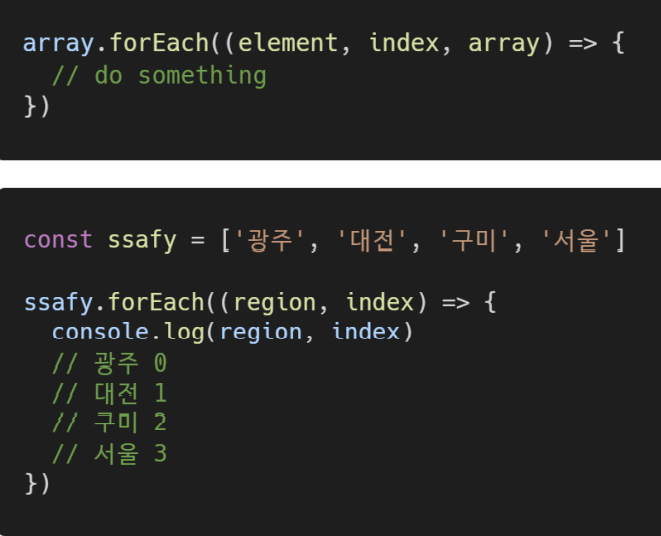 array.forEach((element, index, array) => {
  // do something
})
const ssafy = ['광주', '대전', '구미', '서울']
ssafy.forEach((region, index) => {
  console.log(region, index)
  // 광주 0
  // 대전 1
  // 구미 2
  // 서울 3
})